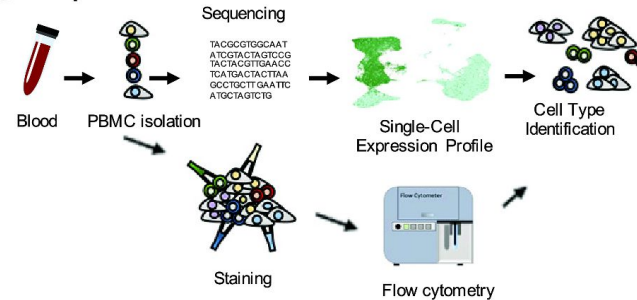 Sequencing
TACGCGTGGCAAT
ATCGTACTAGTCCG
TACTACGTTGAACC
TCATGACTACTTAA
GCCTGCTTGAATTC
ATGCTAGTCTG
Blood
PBMC isolation
Single-Cell
Expression Profile
Cell Type
Identification
Staining
Flow Cytometer
Flow cytometry